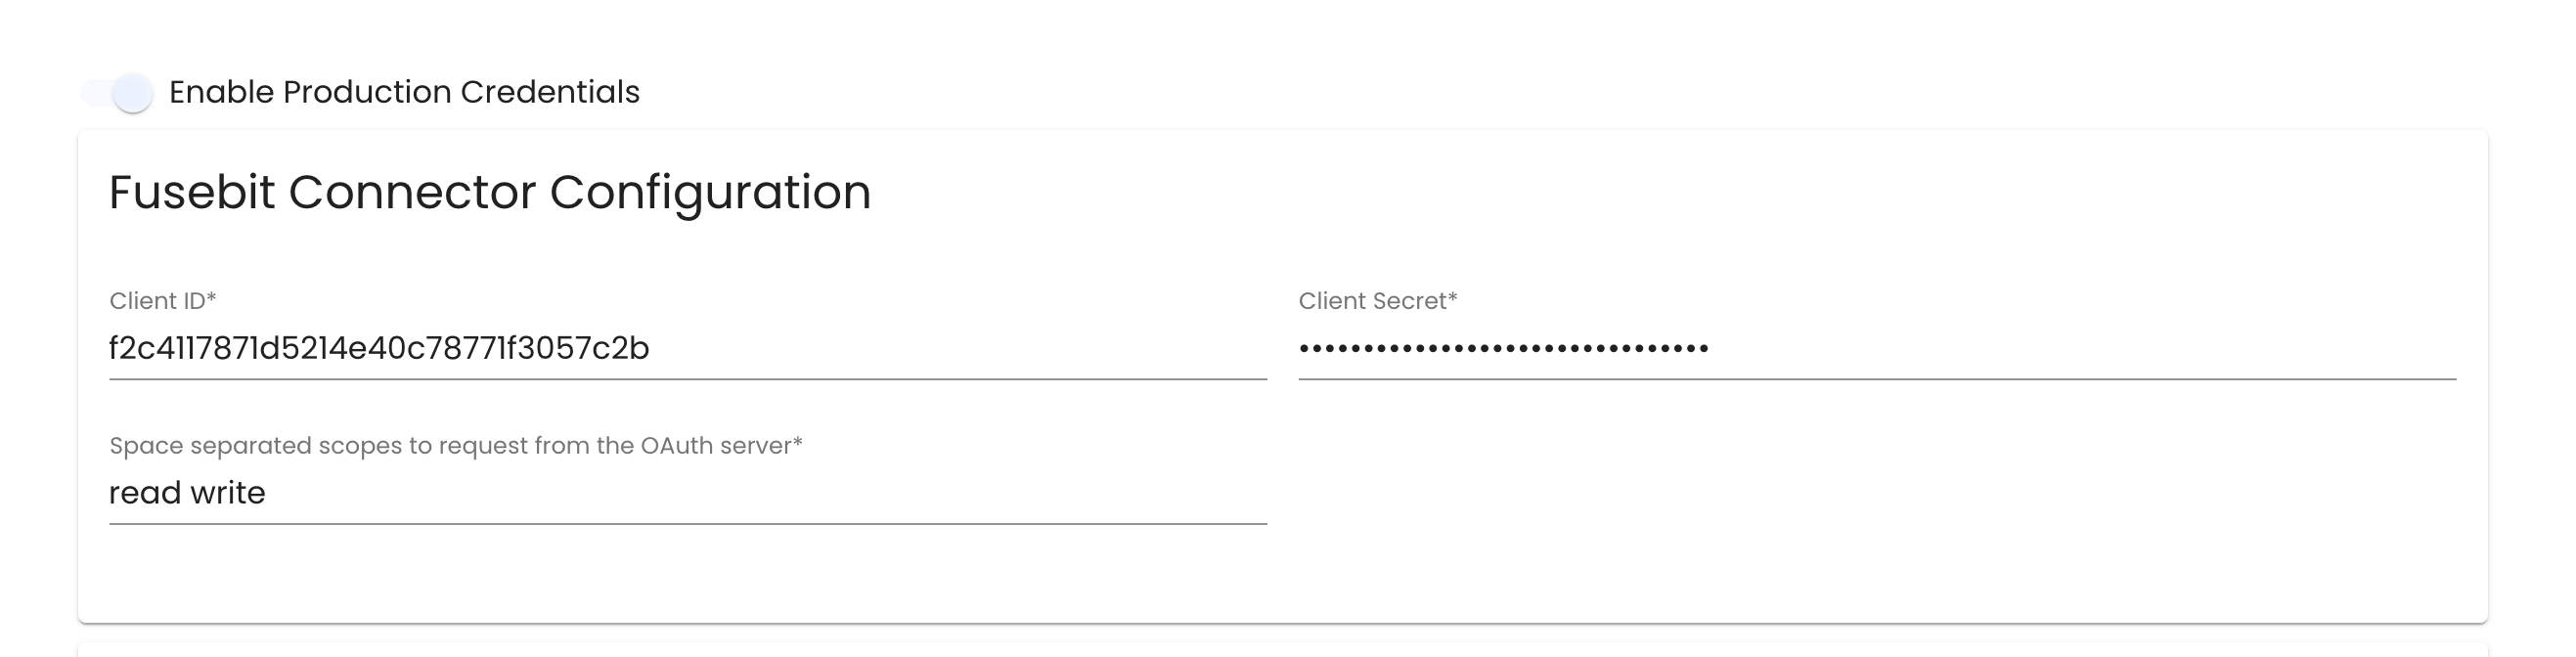 Enable Production Credentials
Fusebit Connector Configuration
Client ID*
f2c4117871d5214e40c78771f3057c2b
Client Secret*
••••••••••••••••••••••••••••••••
Space separated scopes to request from the OAuth server*
read write